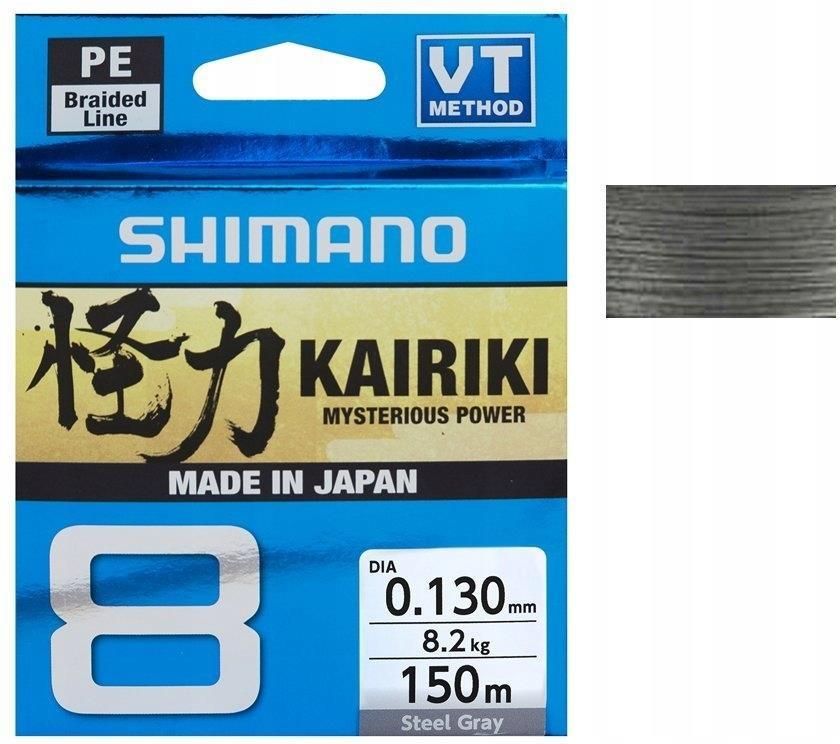 PE
Braided
Line
VT
METHOD
SHIMANO
怪力
KAIRIKI
MYSTERIOUS POWER
MADE IN JAPAN
8
DIA
0.130mm
8.2kg
150m
Steel Gray